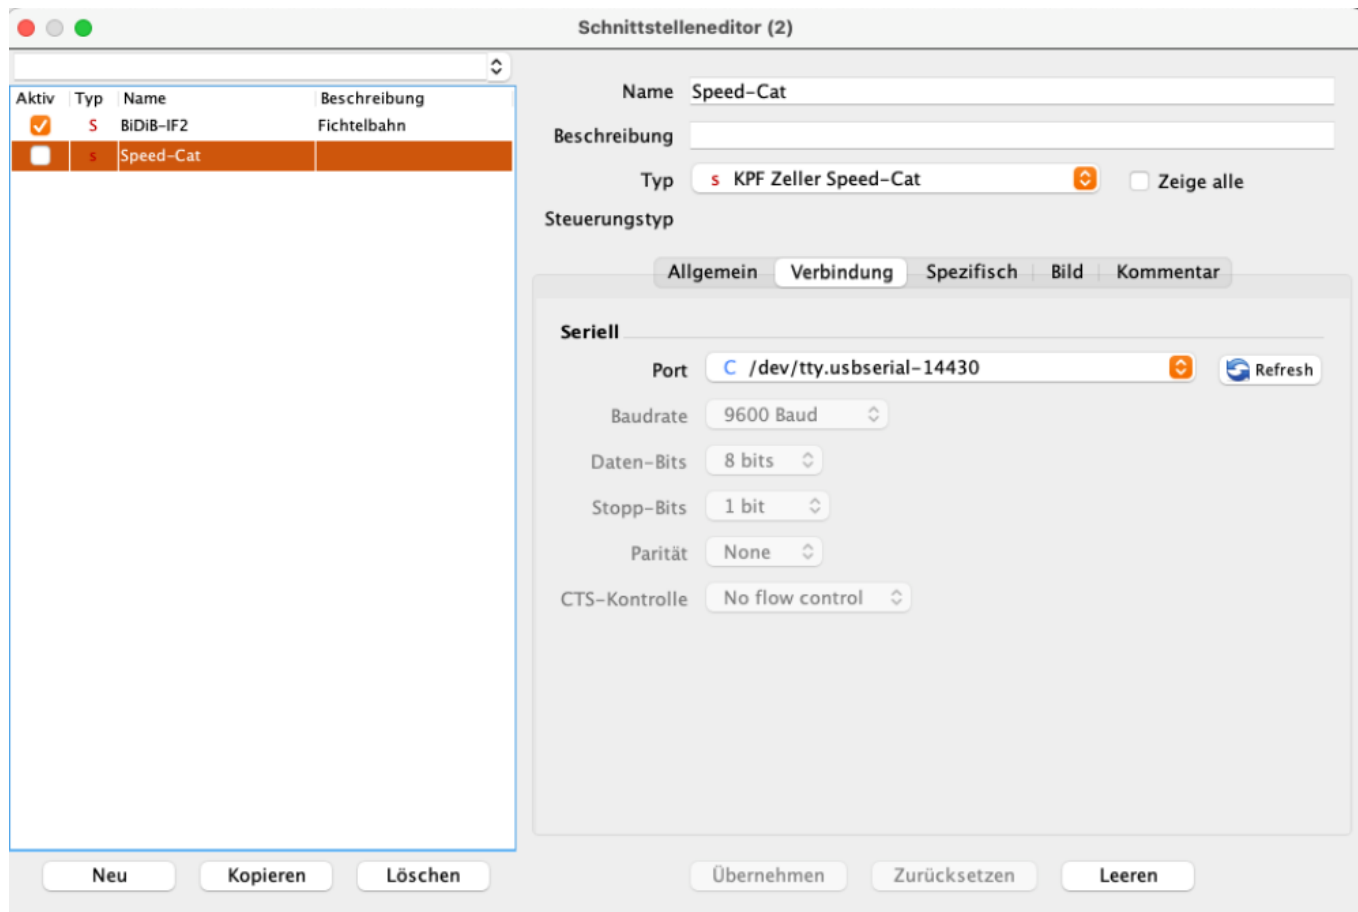 Schnittstelleneditor (2)
Aktiv Typ Name Beschreibung
S BiDiB-IF2 Fichtelbahn
s Speed-Cat
Name Speed-Cat
Beschreibung
Typ s KPF Zeller Speed-Cat Zeige alle
Steuerungstyp
Allgemein Verbindung Spezifisch Bild Kommentar
Seriell
Port C /dev/tty.usbserial-14430 Refresh
Baudrate 9600 Baud
Daten-Bits 8 bits
Stopp-Bits 1 bit
Parität None
CTS-Kontrolle No flow control
Neu Kopieren Löschen Übernehmen Zurücksetzen Leeren